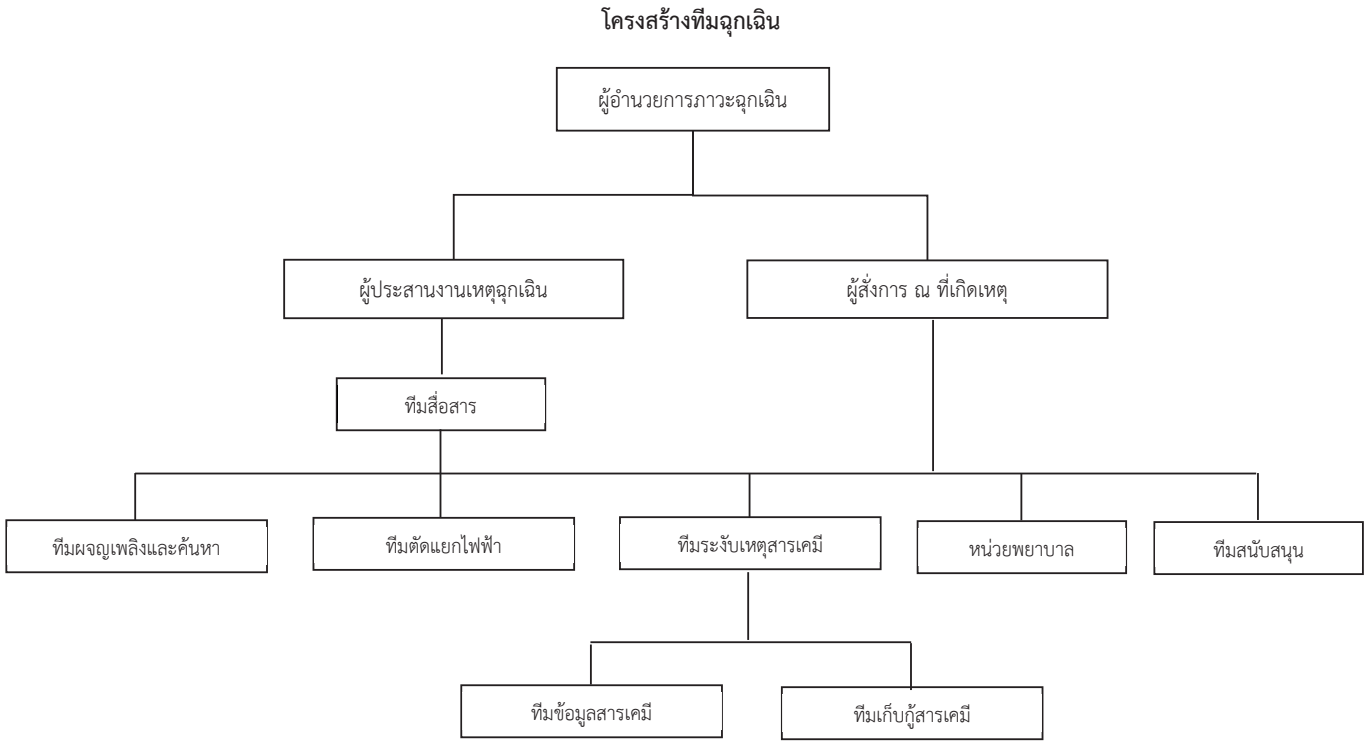 โครงสร้างทีมฉุกเฉิน
ผู้อำนวยการภาวะฉุกเฉิน
ผู้ประสานงานเหตุฉุกเฉิน
ผู้สั่งการ ณ ที่เกิดเหตุ
ทีมสื่อสาร
ทีมผจญเพลิงและค้นหา
ทีมตัดแยกไฟฟ้า
ทีมระงับเหตุสารเคมี
หน่วยพยาบาล
ทีมสนับสนุน
ทีมข้อมูลสารเคมี
ทีมเก็บกู้สารเคมี